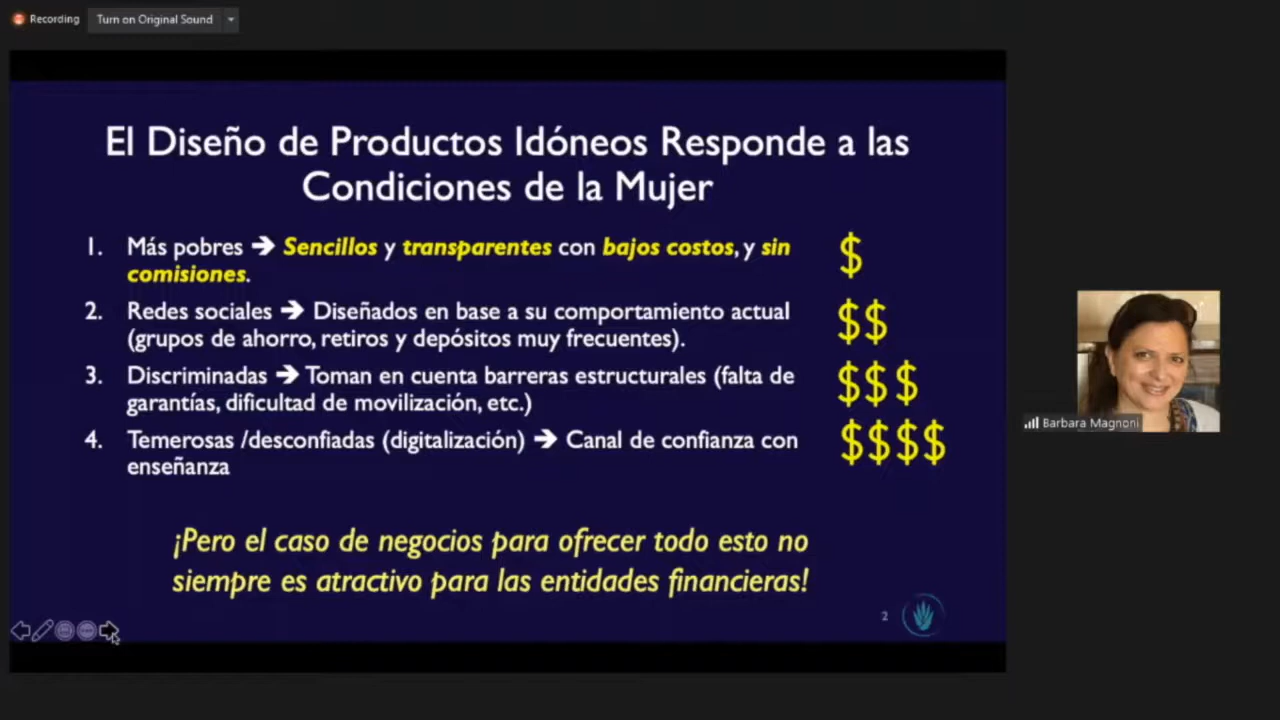 Recording
Turn on Original Sound
El Diseño de Productos Idóneos Responde a las
Condiciones de la Mujer
1. Más pobres ➔ Sencillos y transparentes con bajos costos, y sin
comisiones.
$
2. Redes sociales ➔ Diseñados en base a su comportamiento actual
(grupos de ahorro, retiros y depósitos muy frecuentes).
$$
3. Discriminadas ➔ Toman en cuenta barreras estructurales (falta de
garantías, dificultad de movilización, etc.)
$$$
4. Temerosas /desconfiadas (digitalización) ➔ Canal de confianza con
enseñanza
$$$$
¡Pero el caso de negocios para ofrecer todo esto no
siempre es atractivo para las entidades financieras!
2
Barbara Magnoni